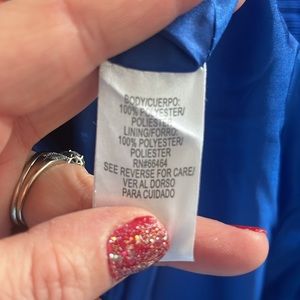 BODY/CUERPO:
100% POLYESTER/
POLIESTER
LINING/FORRO:
100% POLYESTER/
POLIESTER
RN#66464
SEE REVERSE FOR CARE/
VER AL DORSO
PARA CUIDADO